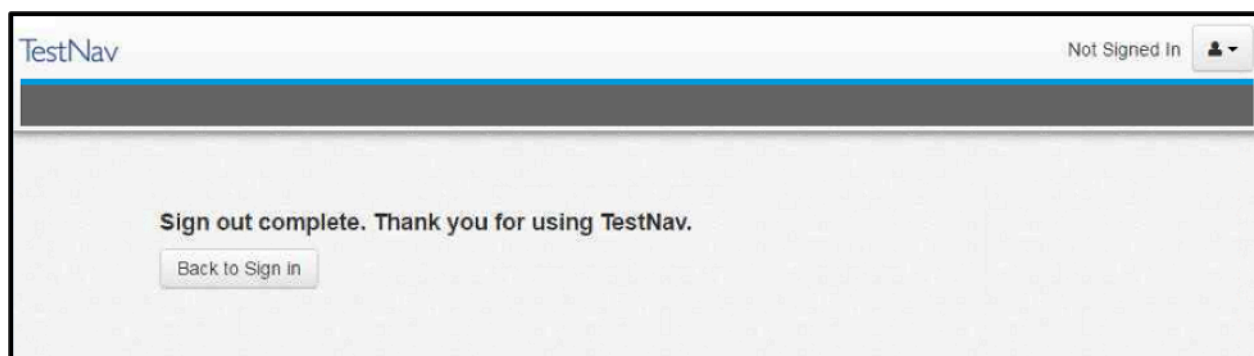 TestNav
Not Signed In
Sign out complete. Thank you for using TestNav.
Back to Sign in